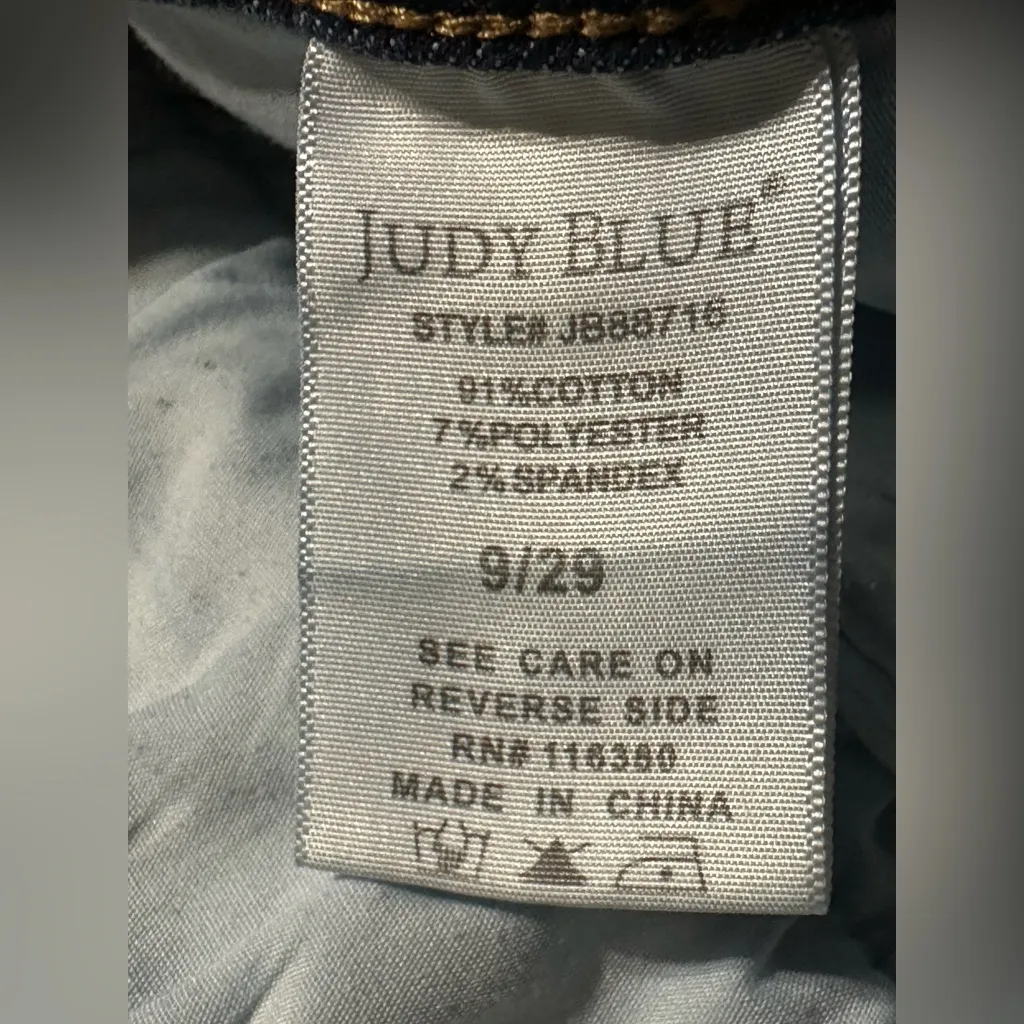 JUDY BLUE®
STYLE# JB88716
91%COTTON
7%POLYESTER
2%SPANDEX
9/29
SEE CARE ON
REVERSE SIDE
RN# 116380
MADE IN CHINA